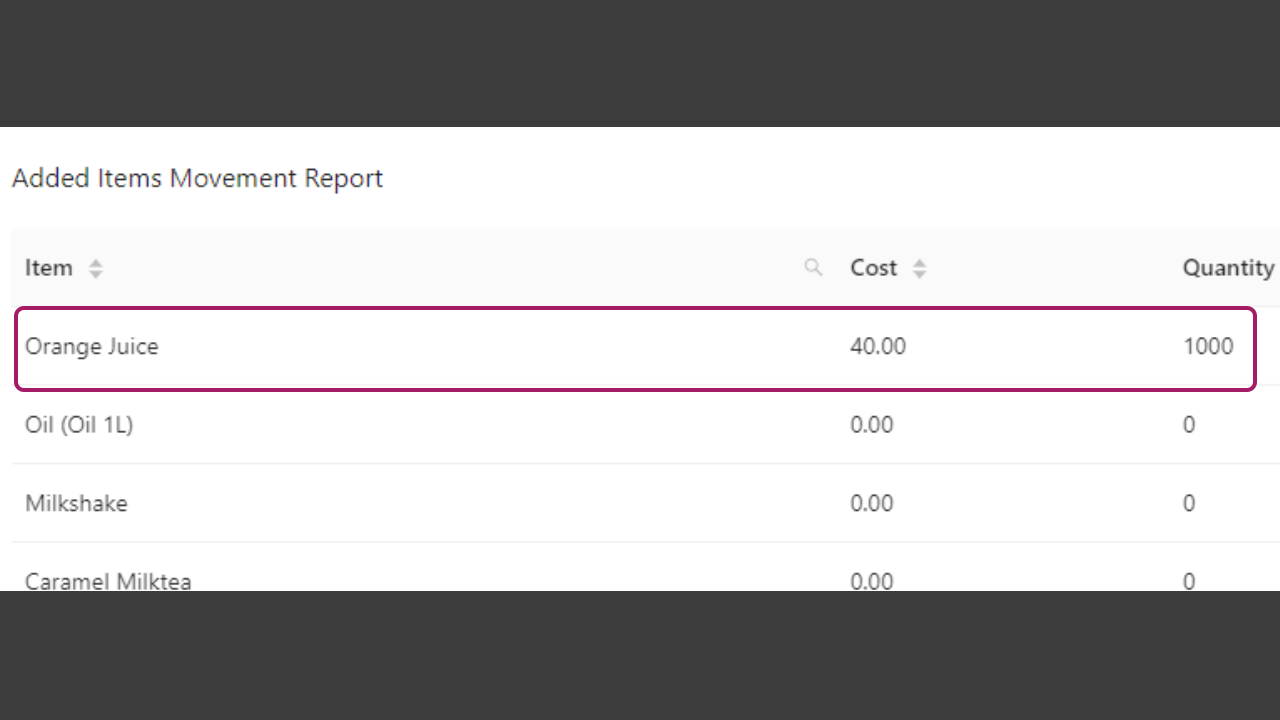 Added Items Movement Report
Item Cost Quantity
Orange Juice 40.00 1000
Oil (Oil 1L) 0.00 0
Milkshake 0.00 0
Caramel Milktea 0.00 0